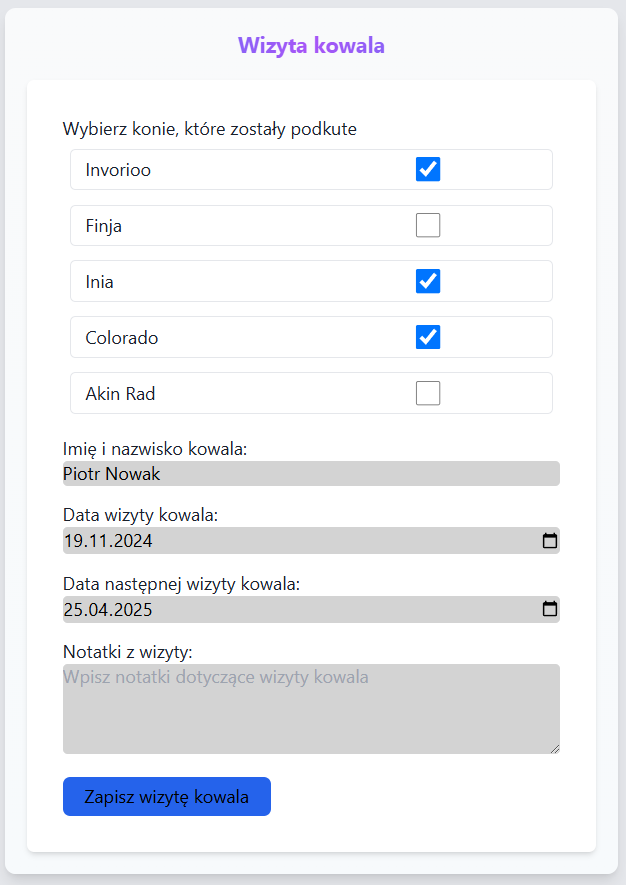 Wizyta kowala
Wybierz konie, które zostały podkute
Invorioo
Finja
Inia
Colorado
Akin Rad
Imię i nazwisko kowala:
Piotr Nowak
Data wizyty kowala:
19.11.2024
Data następnej wizyty kowala:
25.04.2025
Notatki z wizyty:
Wpisz notatki dotyczące wizyty kowala
Zapisz wizytę kowala